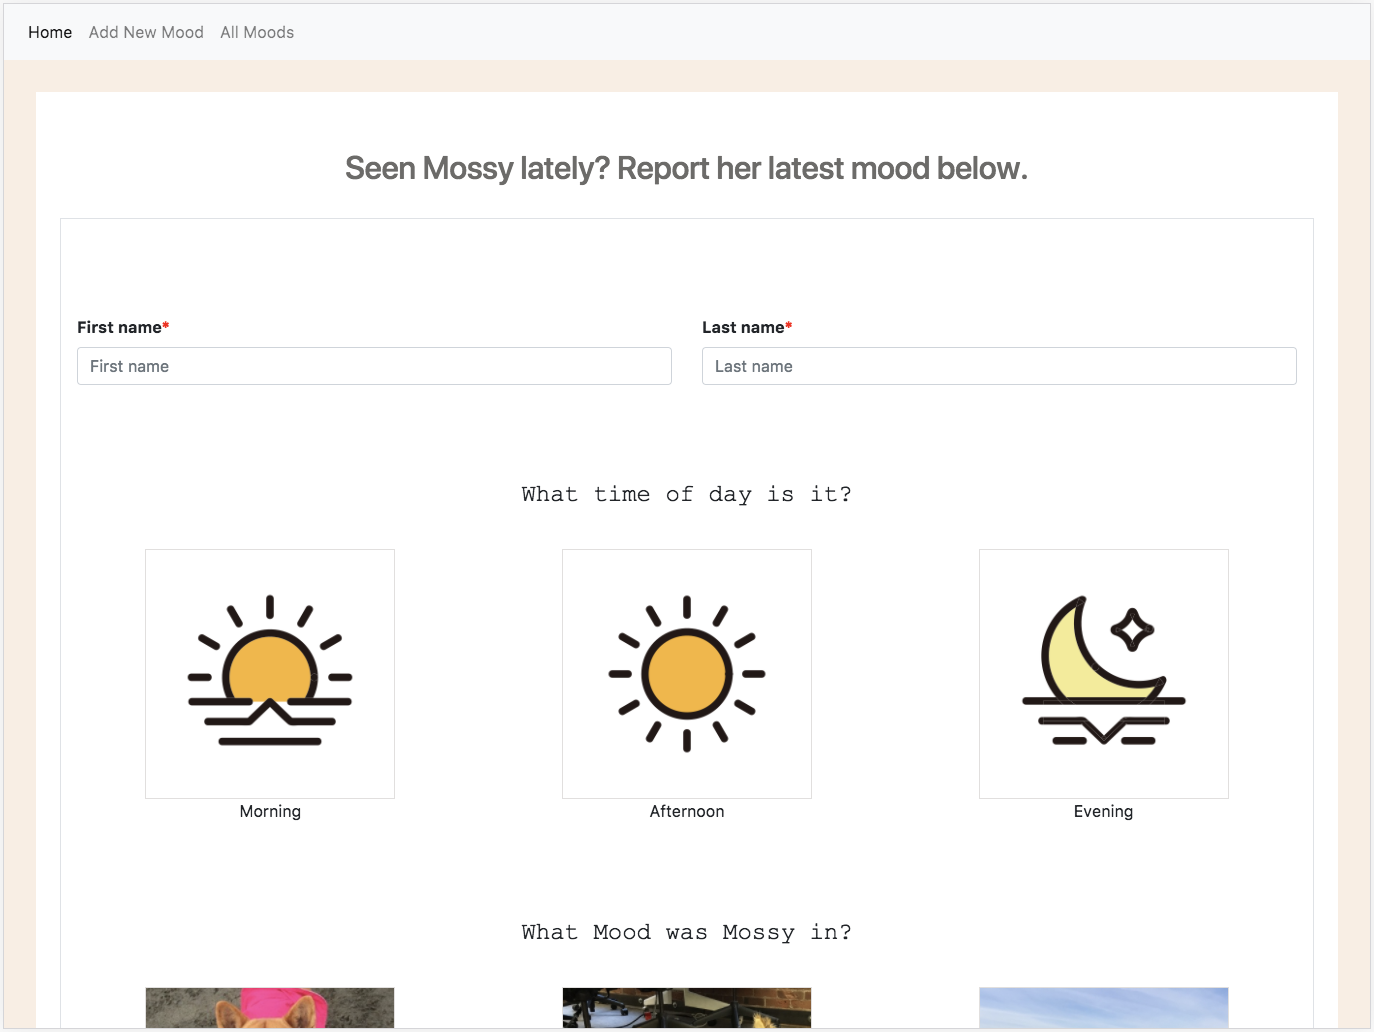 Home Add New Mood All Moods
Seen Mossy lately? Report her latest mood below.
First name* Last name*
First name Last name
What time of day is it?
Morning Afternoon Evening
What Mood was Mossy in?